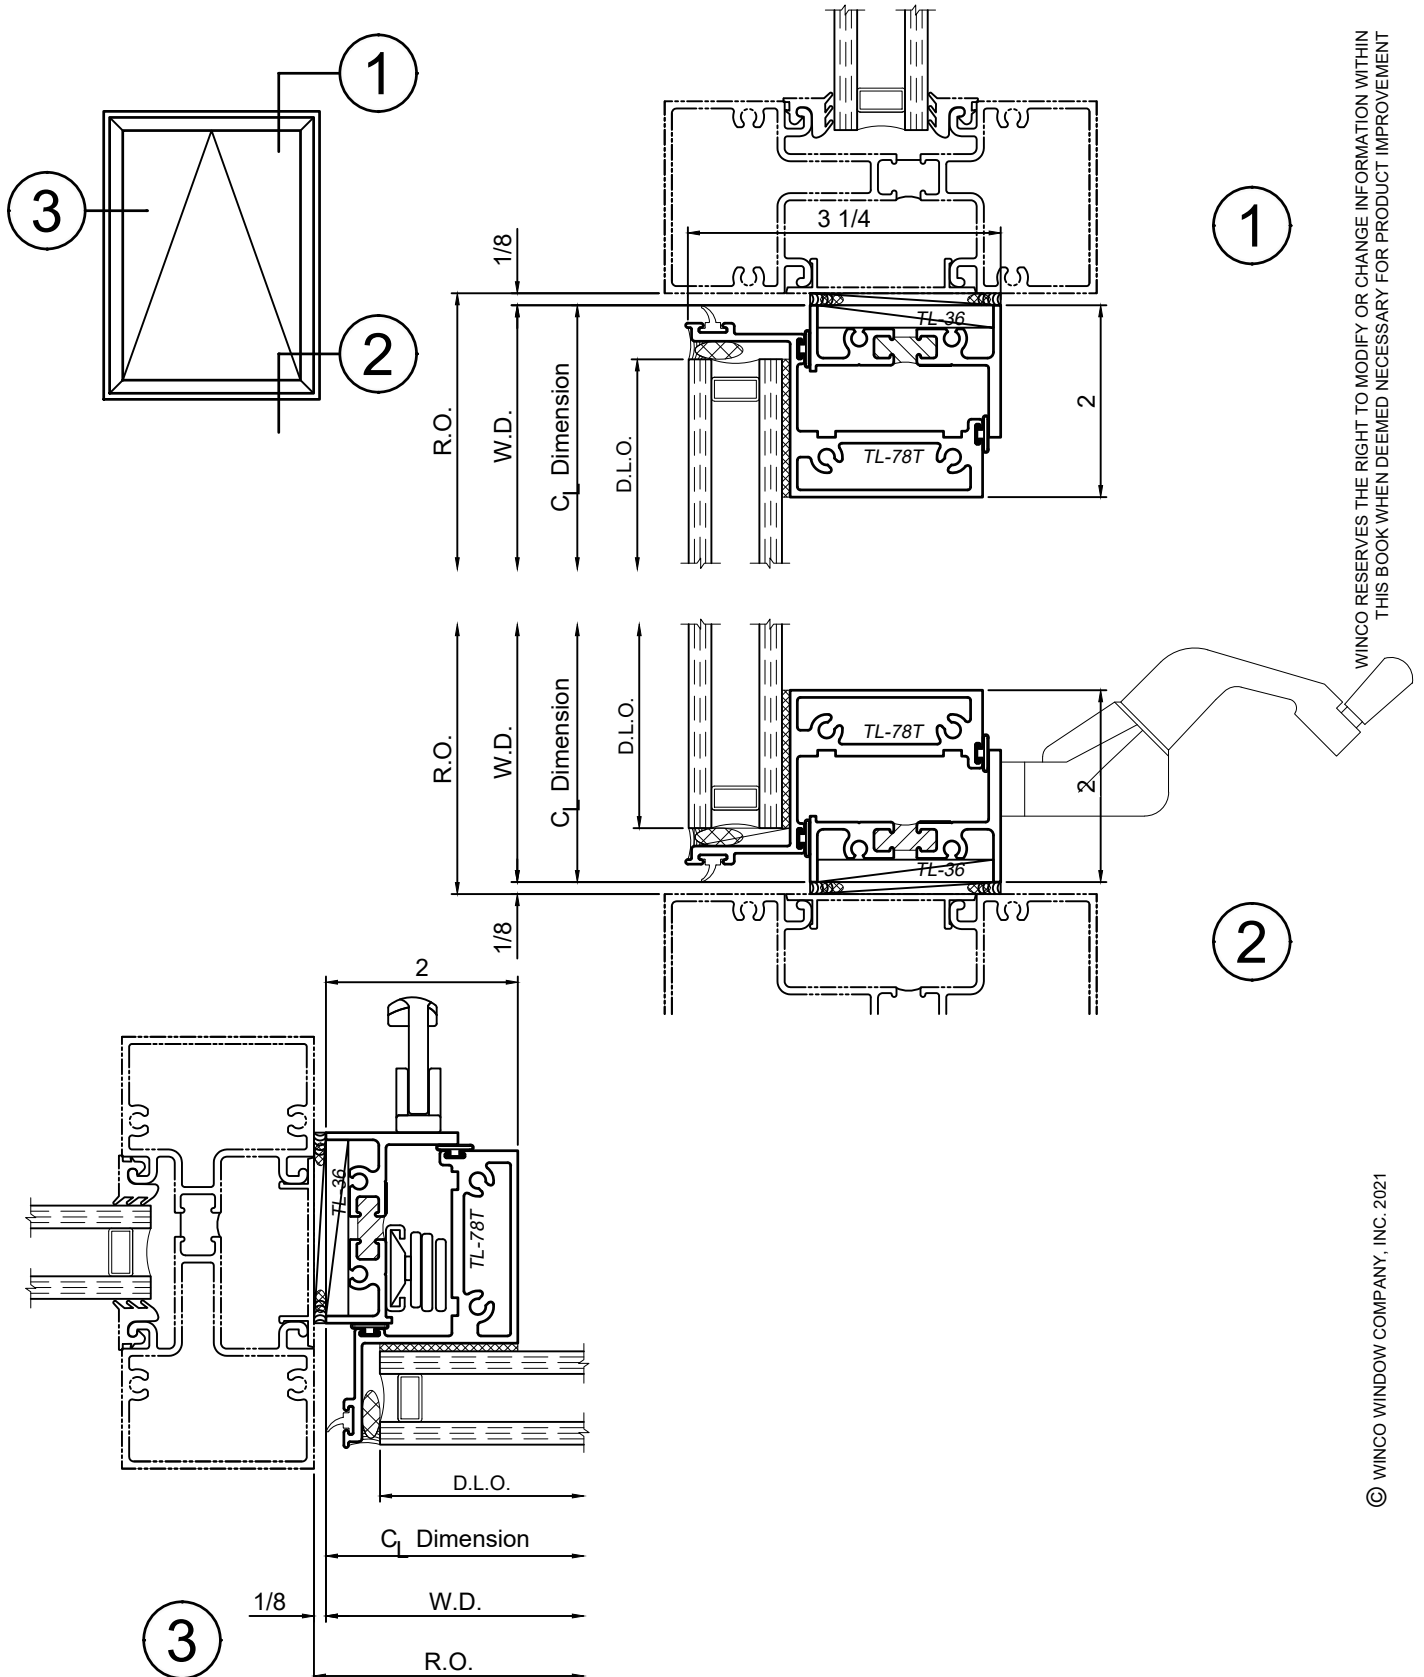 1
3
2
1
3 1/4
1/8
TL-36
R.O.
W.D.
CL Dimension
D.L.O.
2
TL-78T
R.O.
W.D.
CL Dimension
D.L.O.
TL-78T
2
TL-36
1/8
2
2
TL-36
TL-78T
D.L.O.
CL Dimension
1/8
W.D.
3
R.O.
WINCO RESERVES THE RIGHT TO MODIFY OR CHANGE INFORMATION WITHIN
THIS BOOK WHEN DEEMED NECESSARY FOR PRODUCT IMPROVEMENT
© WINCO WINDOW COMPANY, INC. 2021